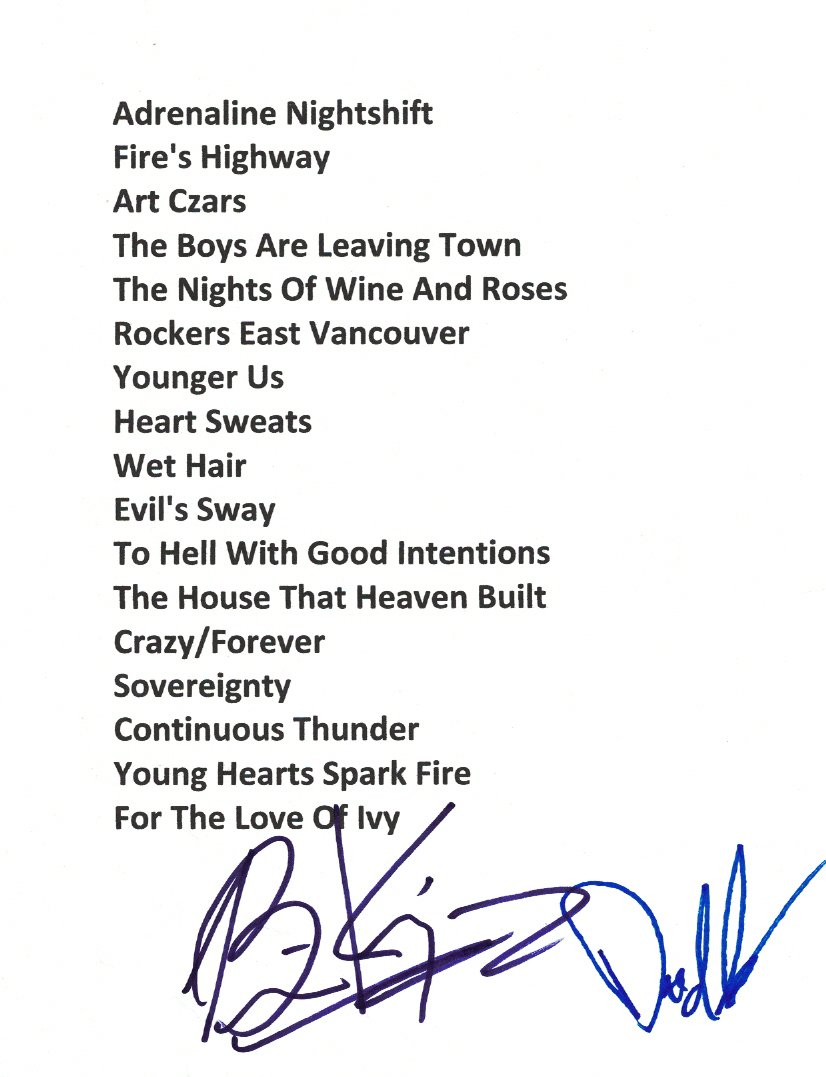 Adrenaline Nightshift
Fire's Highway
Art Czars
The Boys Are Leaving Town
The Nights Of Wine And Roses
Rockers East Vancouver
Younger Us
Heart Sweats
Wet Hair
Evil's Sway
To Hell With Good Intentions
The House That Heaven Built
Crazy/Forever
Sovereignty
Continuous Thunder
Young Hearts Spark Fire
For The Love Of Ivy